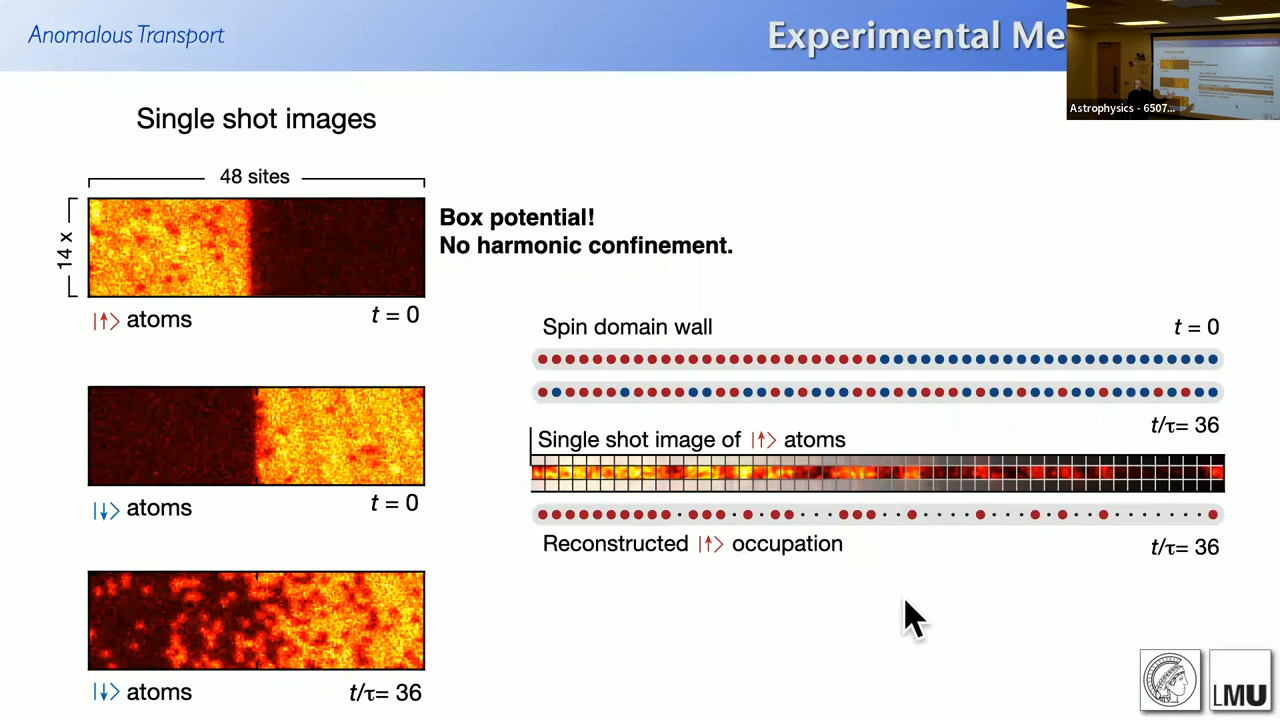 Anomalous Transport
Experimental Me
Astrophysics - 6507...
Single shot images
48 sites
14 x
Box potential!
No harmonic confinement.
|↑⟩ atoms
t = 0
|↓⟩ atoms
t = 0
|↓⟩ atoms
t/τ= 36
Spin domain wall
t = 0
t/τ= 36
Single shot image of |↑⟩ atoms
Reconstructed |↑⟩ occupation
t/τ= 36
LMU